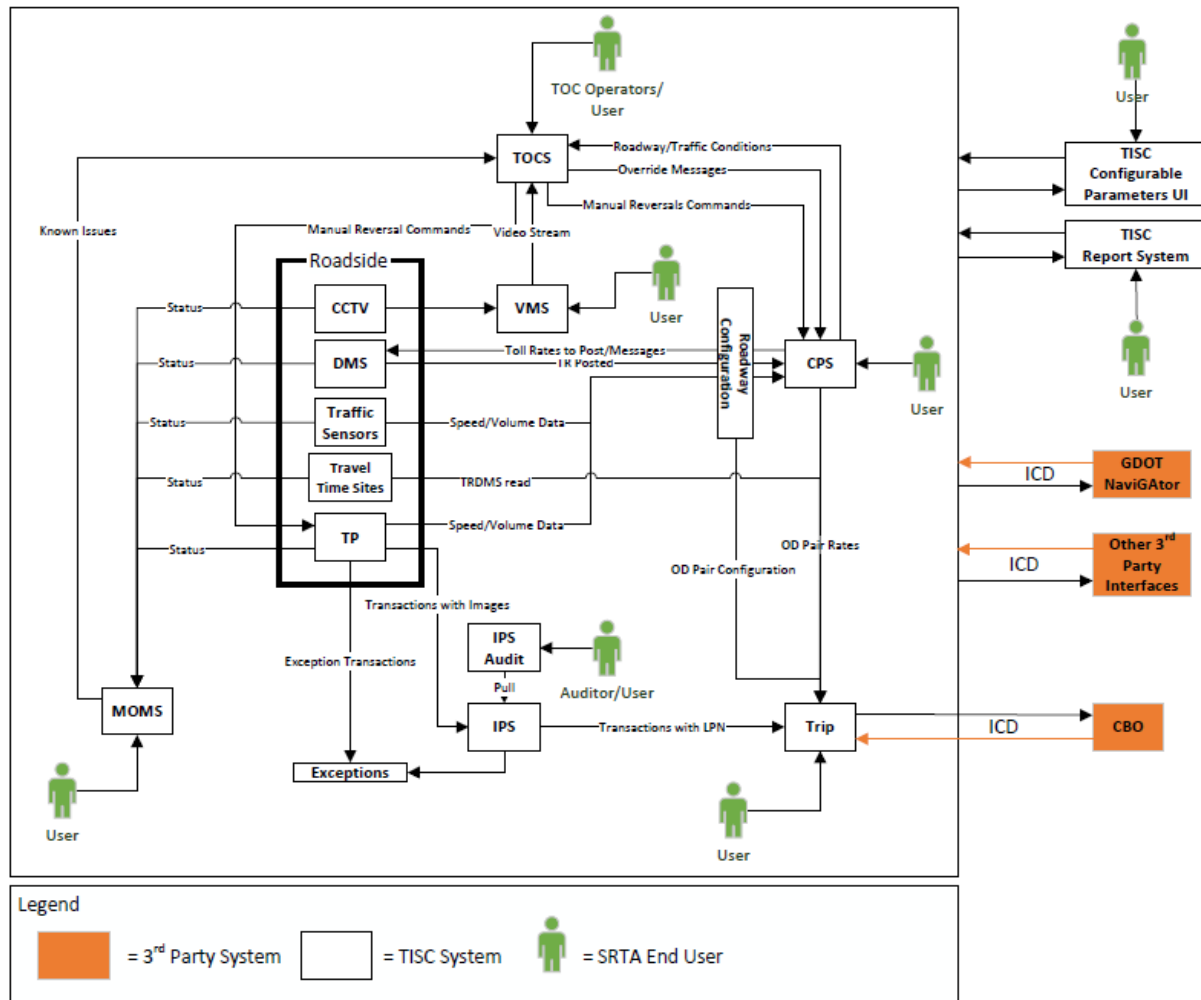 TOC Operators/
User
User
TOCS
Roadway/Traffic Conditions
Override Messages
Manual Reversals Commands
TISC
Configurable
Parameters UI
Known Issues
Manual Reversal Commands
Video Stream
TISC
Report System
Roadside
Status
CCTV
VMS
User
Roadway
Configuration
Toll Rates to Post/Messages
Status
DMS
TR Posted
CPS
User
User
Status
Traffic
Sensors
Speed/Volume Data
Status
Travel
Time Sites
TRDMS read
ICD
GDOT
NaviGAtor
Status
TP
Speed/Volume Data
OD Pair Rates
OD Pair Configuration
ICD
Other 3rd
Party
Interfaces
Transactions with Images
Exception Transactions
IPS
Audit
Pull
Auditor/User
MOMS
IPS
Transactions with LPN
Trip
ICD
CBO
Exceptions
User
User
Legend
= 3rd Party System
= TISC System
= SRTA End User